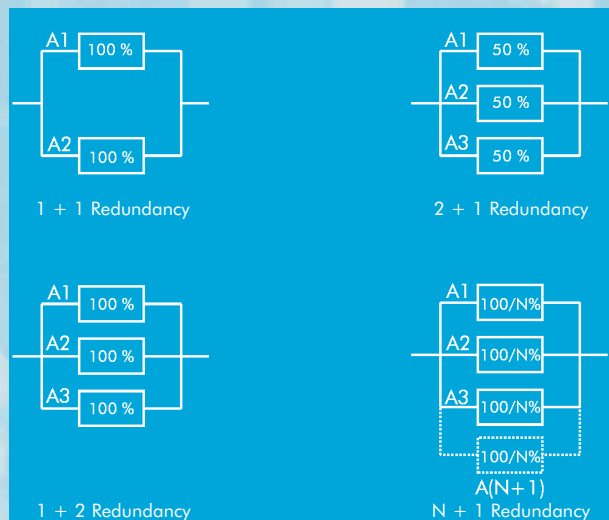 A1
100 %
A2
100 %
1 + 1 Redundancy
A1
50 %
A2
50 %
A3
50 %
2 + 1 Redundancy
A1
100 %
A2
100 %
A3
100 %
1 + 2 Redundancy
A1
100/N%
A2
100/N%
A3
100/N%
100/N%
A(N+1)
N + 1 Redundancy